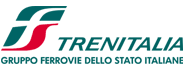 TRENITALIA
GRUPPO FERROVIE DELLO STATO ITALIANE